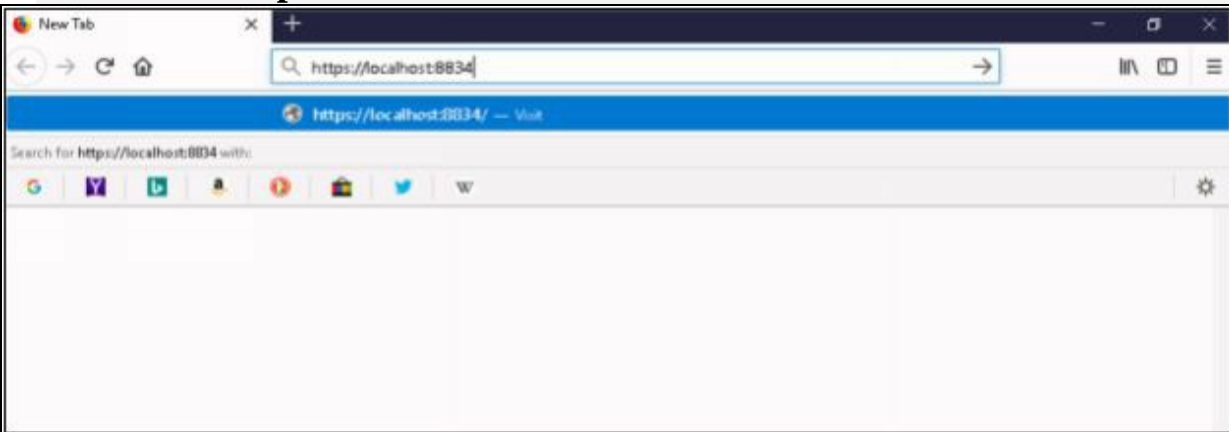 New Tab
https://localhost:8834
https://localhost:8834/ — Visit
Search for https://localhost:8834 with: